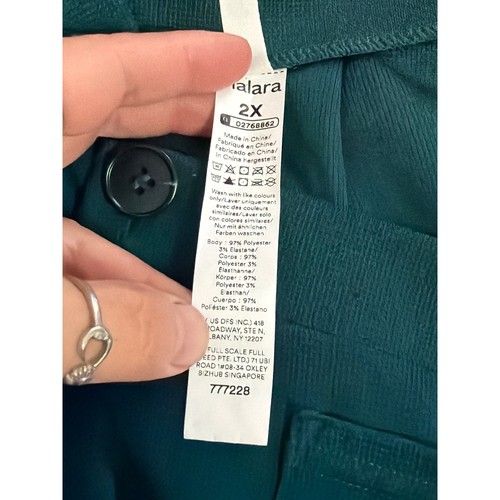 alara
2X
02768862
Made in China/
Fabriqué en Chine/
Fabricado en China/
In China hergestellt
Wash with like colours
only/Laver uniquement
avec des couleurs
similaires/Lavar solo
con colores similares/
Nur mit ähnlichen
Farben waschen
Body : 97% Polyester
3% Elastane/
Corps : 97%
Polyester 3%
Élasthanne/
Körper : 97%
Polyester 3%
Elasthan/
Cuerpo : 97%
Poliéster 3% Elastano
US DFS INC.) 418
ROADWAY, STE N,
LBANY, NY 12207
FULL SCALE FULL
EED PTE. LTD.) 71 UBI
ROAD 1#08-34 OXLEY
BIZHUB SINGAPORE
777228